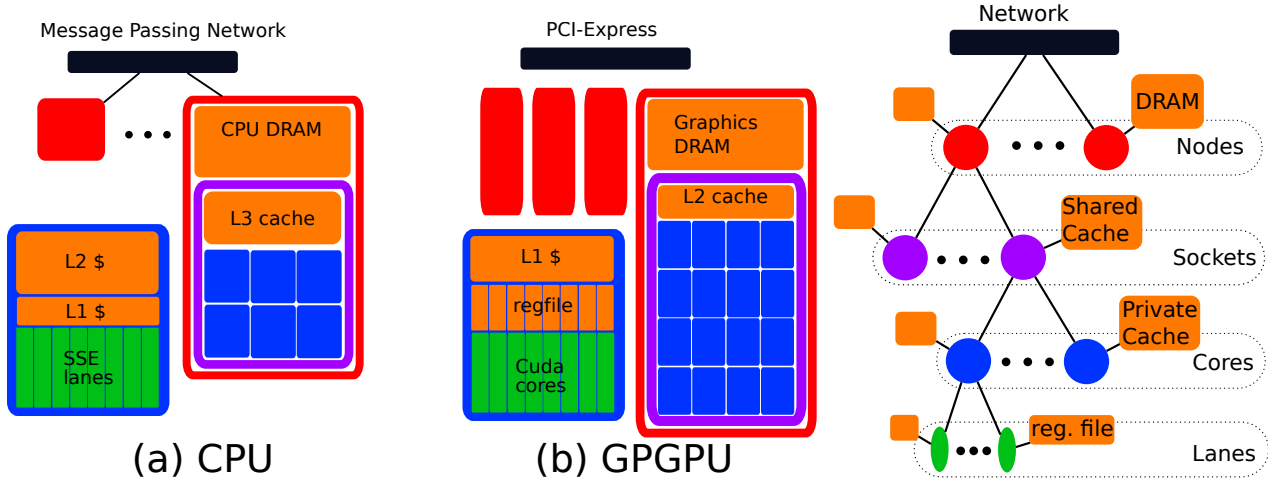 Message Passing Network
CPU DRAM
L3 cache
L2 $
L1 $
SSE
lanes
(a) CPU
PCI-Express
Graphics
DRAM
L2 cache
L1 $
regfile
Cuda
cores
(b) GPGPU
Network
DRAM
Nodes
Shared
Cache
Sockets
Private
Cache
Cores
reg. file
Lanes